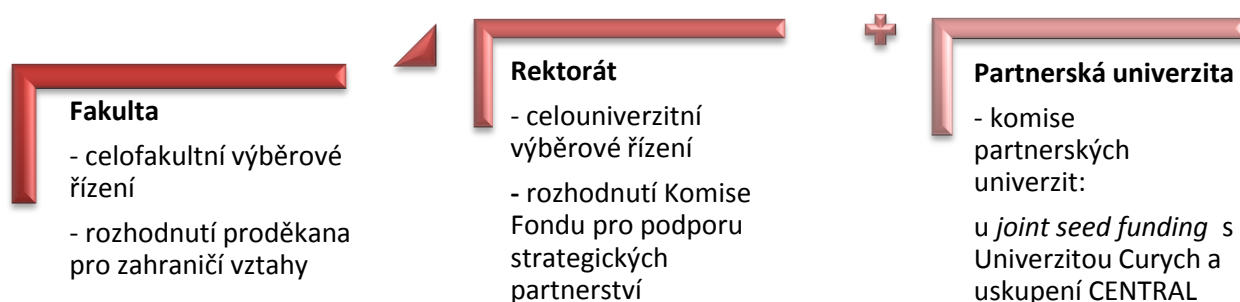 Fakulta
- celofakultní výběrové
řízení
- rozhodnutí proděkana
pro zahraničí vztahy
Rektorát
- celouniverzitní
výběrové řízení
- rozhodnutí Komise
Fondu pro podporu
strategických
partnerství
Partnerská univerzita
- komise
partnerských
univerzit:
u joint seed funding s
Univerzitou Curych a
uskupení CENTRAL